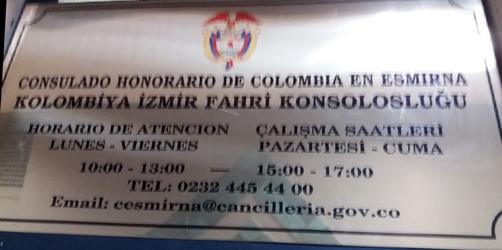 CONSULADO HONORARIO DE COLOMBIA EN ESMIRNA
KOLOMBİYA İZMİR FAHRİ KONSOLOSLUĞU
HORARIO DE ATENCION ÇALIŞMA SAATLERİ
LUNES - VIERNES PAZARTESİ - CUMA
10:00 - 13:00 — 15:00 - 17:00
TEL: 0232 445 44 00
Email: cesmirna@cancilleria.gov.co